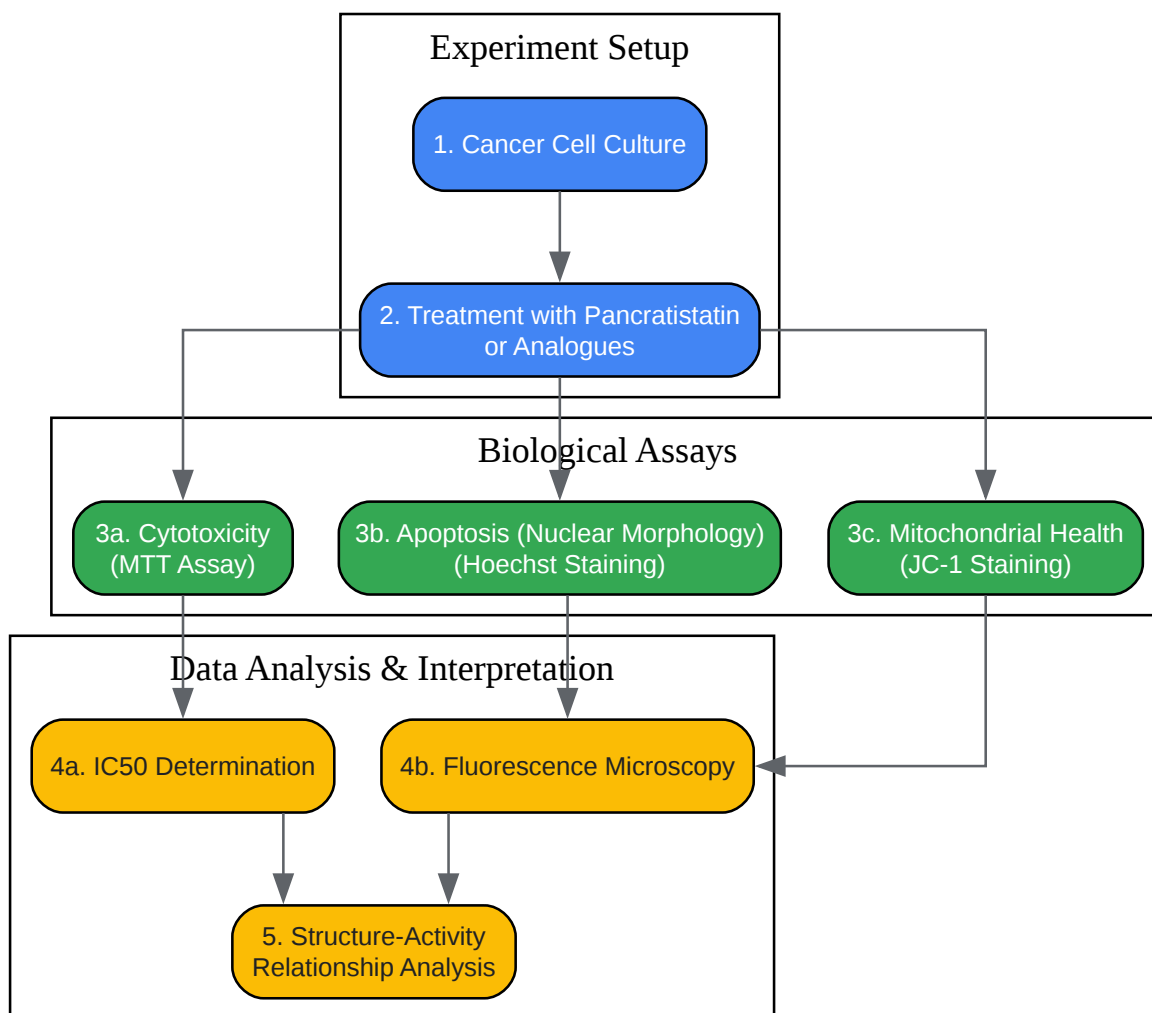 Experiment Setup
1. Cancer Cell Culture
2. Treatment with Pancratistatin
or Analogues
Biological Assays
3a. Cytotoxicity
(MTT Assay)
3b. Apoptosis (Nuclear Morphology)
(Hoechst Staining)
3c. Mitochondrial Health
(JC-1 Staining)
Data Analysis & Interpretation
4a. IC50 Determination
4b. Fluorescence Microscopy
5. Structure-Activity
Relationship Analysis